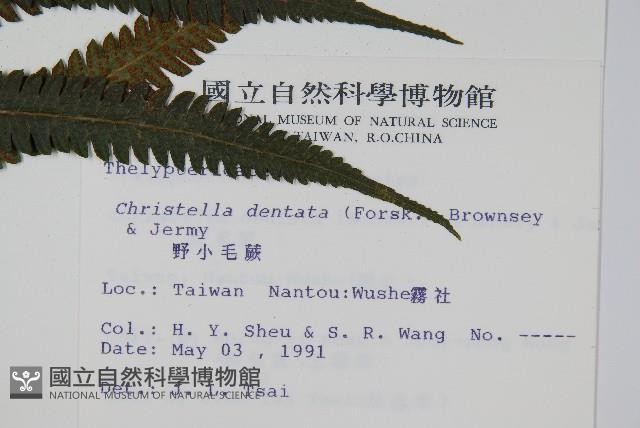 國立自然科學博物館
MUSEUM OF NATURAL SCIENCE
TAIWAN, R.O.CHINA
Christella dentata (Forsk. Brownsey
& Jermy
野小毛蕨
Loc.: Taiwan Nantou:Wushe霧社
Col.: H. Y. Sheu & S. R. Wang No. -----
Date: May 03 , 1991
Det.: J. L. Tsai
國立自然科學博物館
NATIONAL MUSEUM OF NATURAL SCIENCE